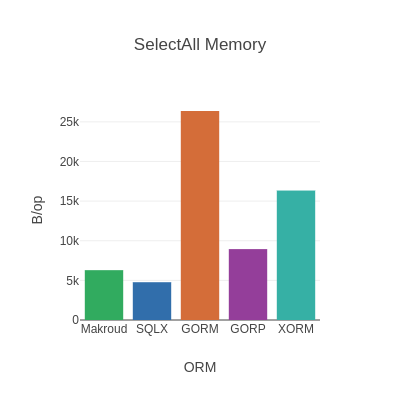 SelectAll Memory
25k
20k
15k
10k
5k
0
B/op
Makroud SQLX GORM GORP XORM
ORM